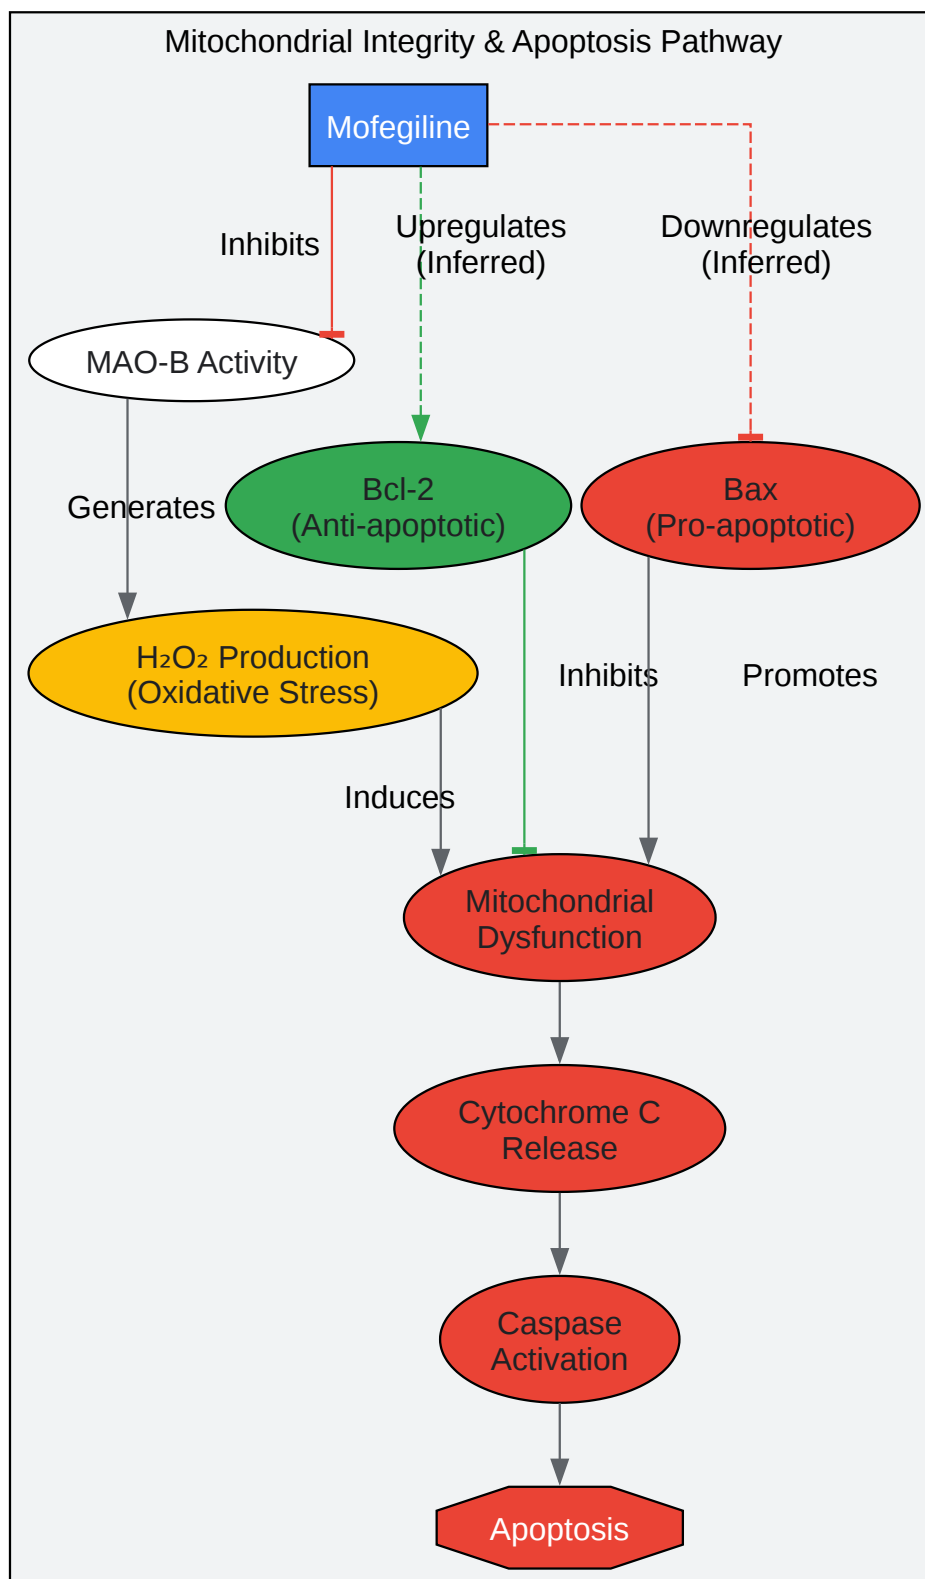 Mitochondrial Integrity & Apoptosis Pathway
Mofegiline
Inhibits
Upregulates
(Inferred)
Downregulates
(Inferred)
MAO-B Activity
Generates
Bcl-2
(Anti-apoptotic)
Bax
(Pro-apoptotic)
H₂O₂ Production
(Oxidative Stress)
Inhibits
Promotes
Induces
Mitochondrial
Dysfunction
Cytochrome C
Release
Caspase
Activation
Apoptosis